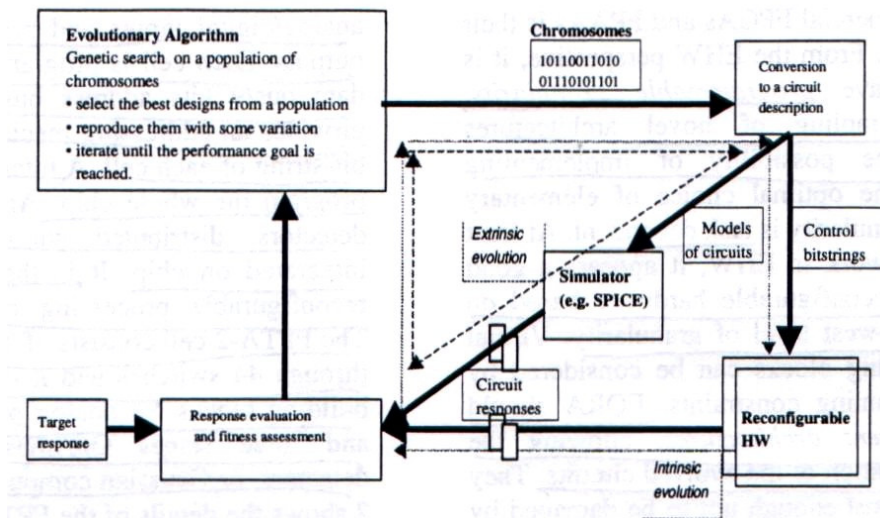 Evolutionary Algorithm
Genetic search on a population of
chromosomes
• select the best designs from a population
• reproduce them with some variation
• iterate until the performance goal is
reached.
Chromosomes
10110011010
01110101101
Conversion
to a circuit
description
Extrinsic
evolution
Models
of circuits
Control
bitstrings
Simulator
(e.g. SPICE)
Target
response
Response evaluation
and fitness assessment
Circuit
responses
Reconfigurable
HW
Intrinsic
evolution